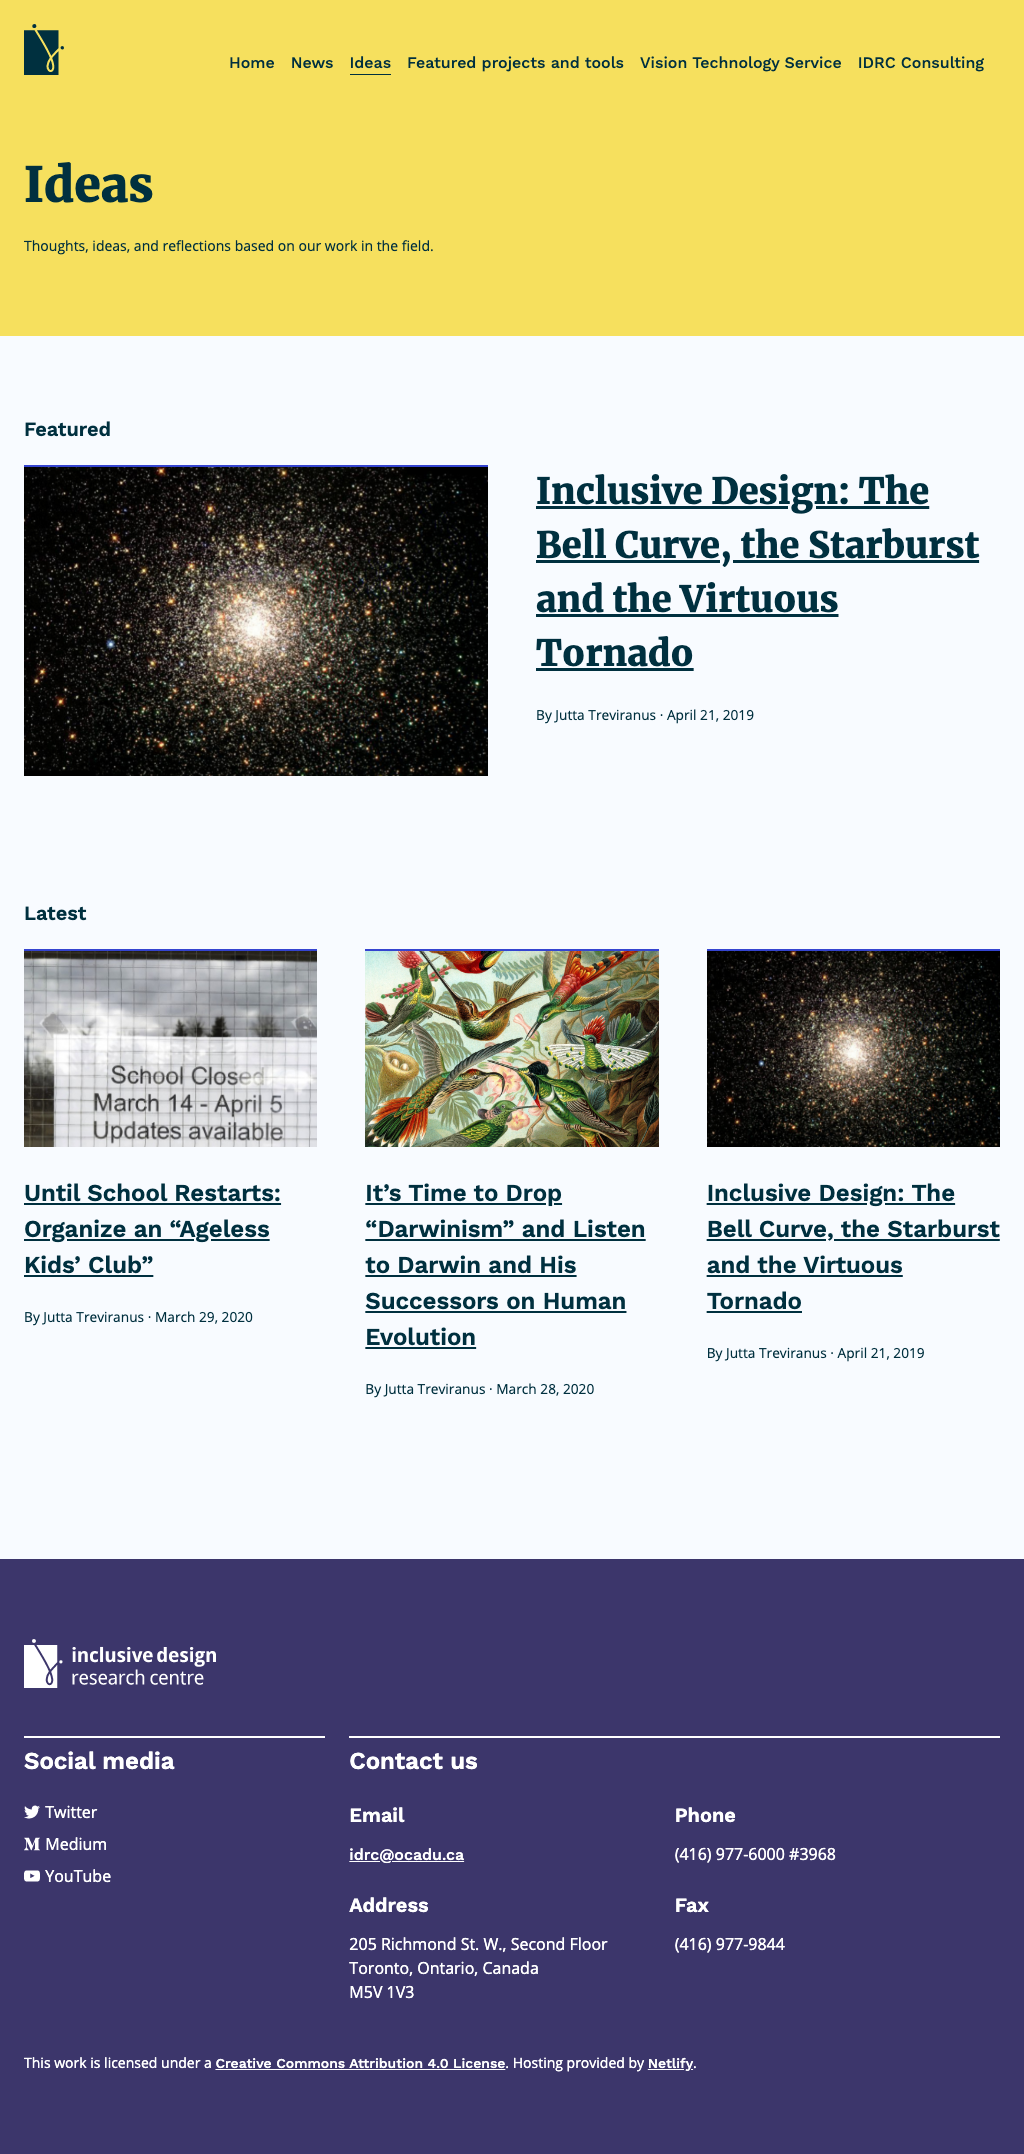 Home News Ideas Featured projects and tools Vision Technology Service IDRC Consulting
Ideas
Thoughts, ideas, and reflections based on our work in the field.
Featured
Inclusive Design: The
Bell Curve, the Starburst
and the Virtuous
Tornado
By Jutta Treviranus · April 21, 2019
Latest
School Closed
March 14 - April 5
Updates available
Until School Restarts:
Organize an “Ageless
Kids’ Club”
By Jutta Treviranus · March 29, 2020
It’s Time to Drop
“Darwinism” and Listen
to Darwin and His
Successors on Human
Evolution
By Jutta Treviranus · March 28, 2020
Inclusive Design: The
Bell Curve, the Starburst
and the Virtuous
Tornado
By Jutta Treviranus · April 21, 2019
inclusive design
research centre
Social media
Twitter
Medium
YouTube
Contact us
Email
idrc@ocadu.ca
Phone
(416) 977-6000 #3968
Address
205 Richmond St. W., Second Floor
Toronto, Ontario, Canada
M5V 1V3
Fax
(416) 977-9844
This work is licensed under a Creative Commons Attribution 4.0 License. Hosting provided by Netlify.